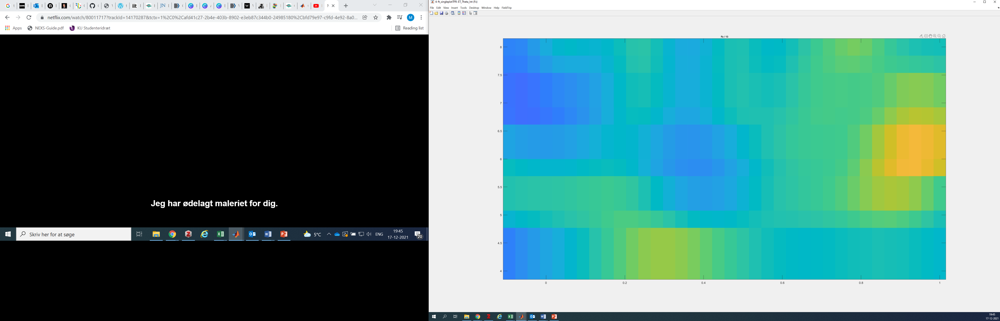 netflix.com/watch/80011717?trackId=14170287&tctx=1%2C0%2Cafd41c27-2b4e-403b-8902-e3eb87c344b0-24985180%2Cbfd79e97-c9fd-4e92-8a0...
M
Apps
NEXS-Guide.pdf
KU Studenteridræt
Reading list
Jeg har ødelagt maleriet for dig.
Skriv her for at søge
5°C
ENG
19:45
17-12-2021
20
4: ft_singleplotTFR: ET_Theta_Int (Fz)
File Edit View Insert Tools Desktop Window Help FieldTrip
Fz / 13
8
7.5
7
6.5
6
5.5
5
4.5
4
0 0.2 0.4 0.6 0.8 1
19:45
17-12-2021